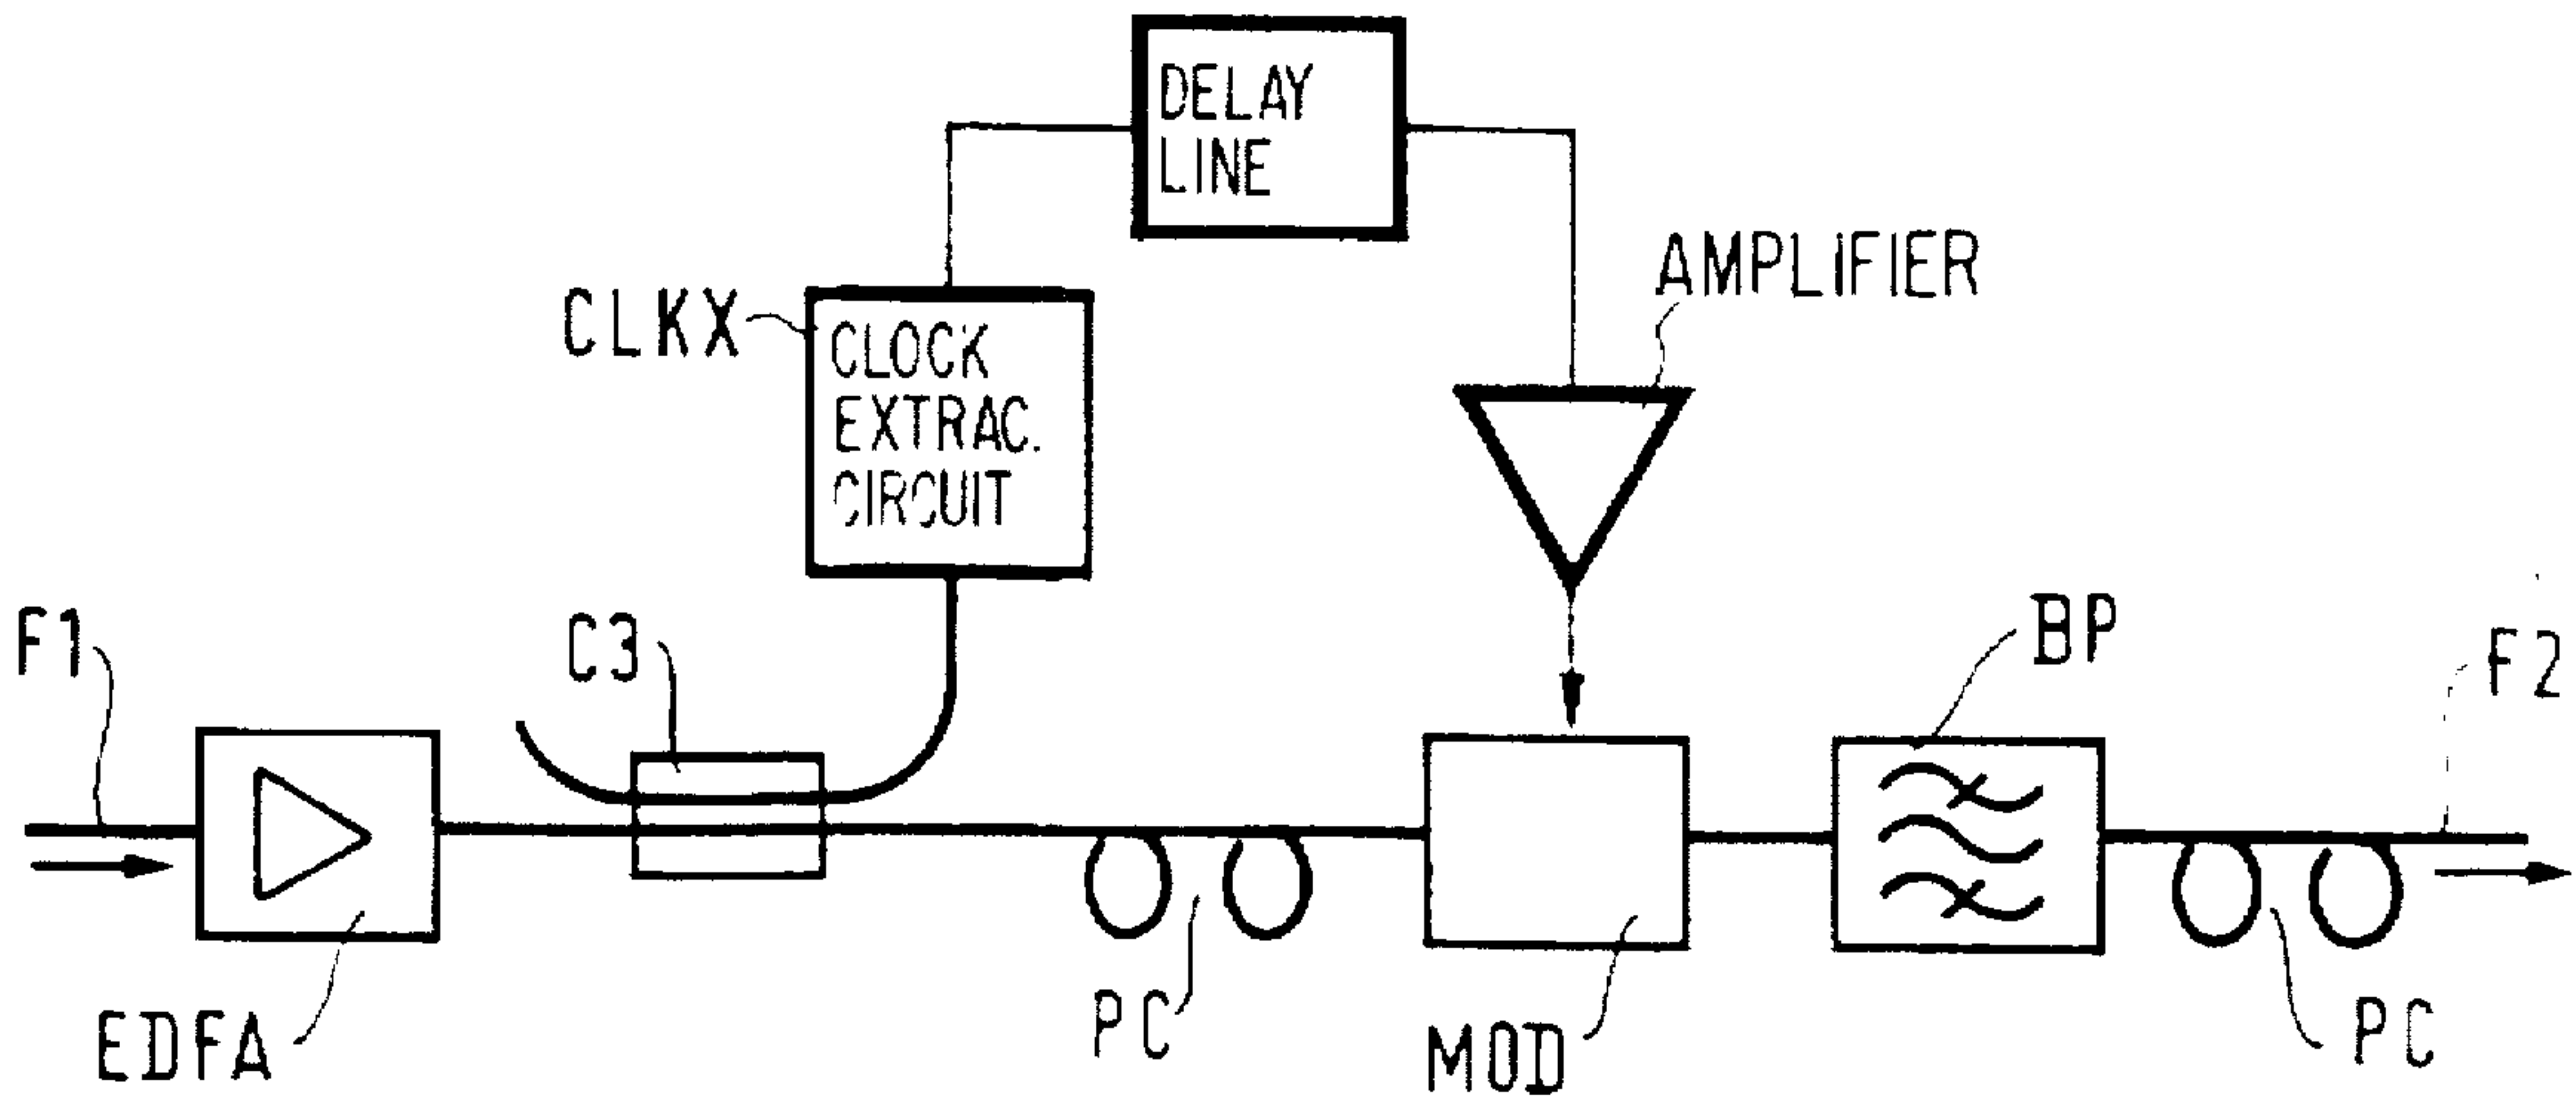 DELAY
LINE
AMPLIFIER
CLKX
CLOCK
EXTRAC.
CIRCUIT
F1
C3
BP
F2
EDFA
PC
MOD
PC